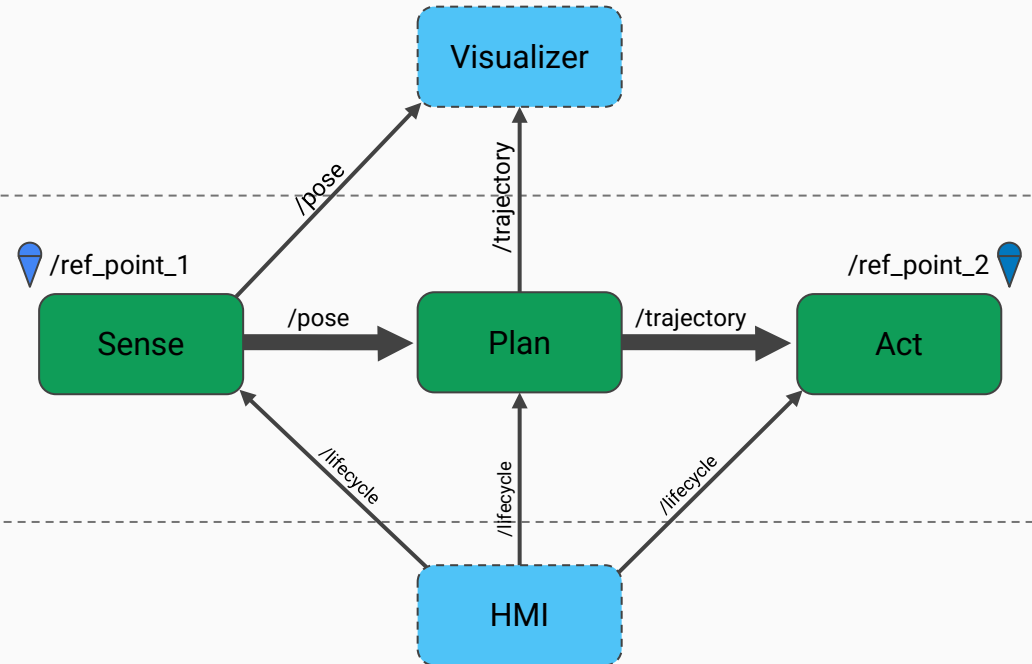 Visualizer
/pose
/trajectory
/ref_point_1
/ref_point_2
Sense
/pose
Plan
/trajectory
Act
/lifecycle
/lifecycle
/lifecycle
HMI